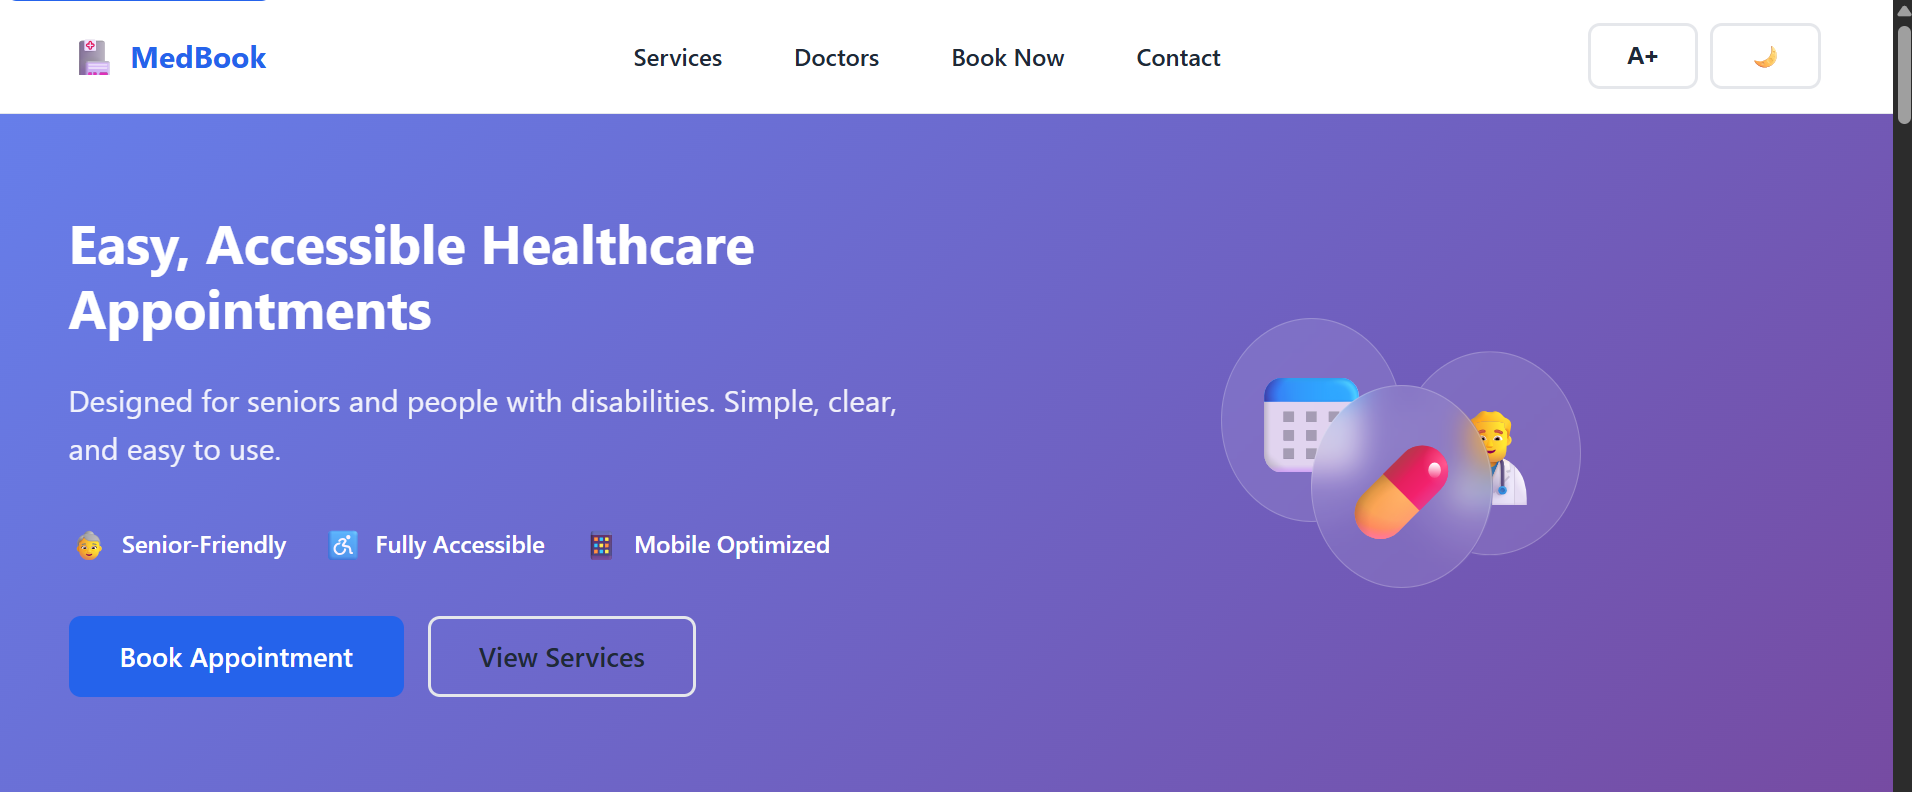 MedBook
Services
Doctors
Book Now
Contact
A+
Easy, Accessible Healthcare
Appointments
Designed for seniors and people with disabilities. Simple, clear,
and easy to use.
Senior-Friendly
Fully Accessible
Mobile Optimized
Book Appointment
View Services